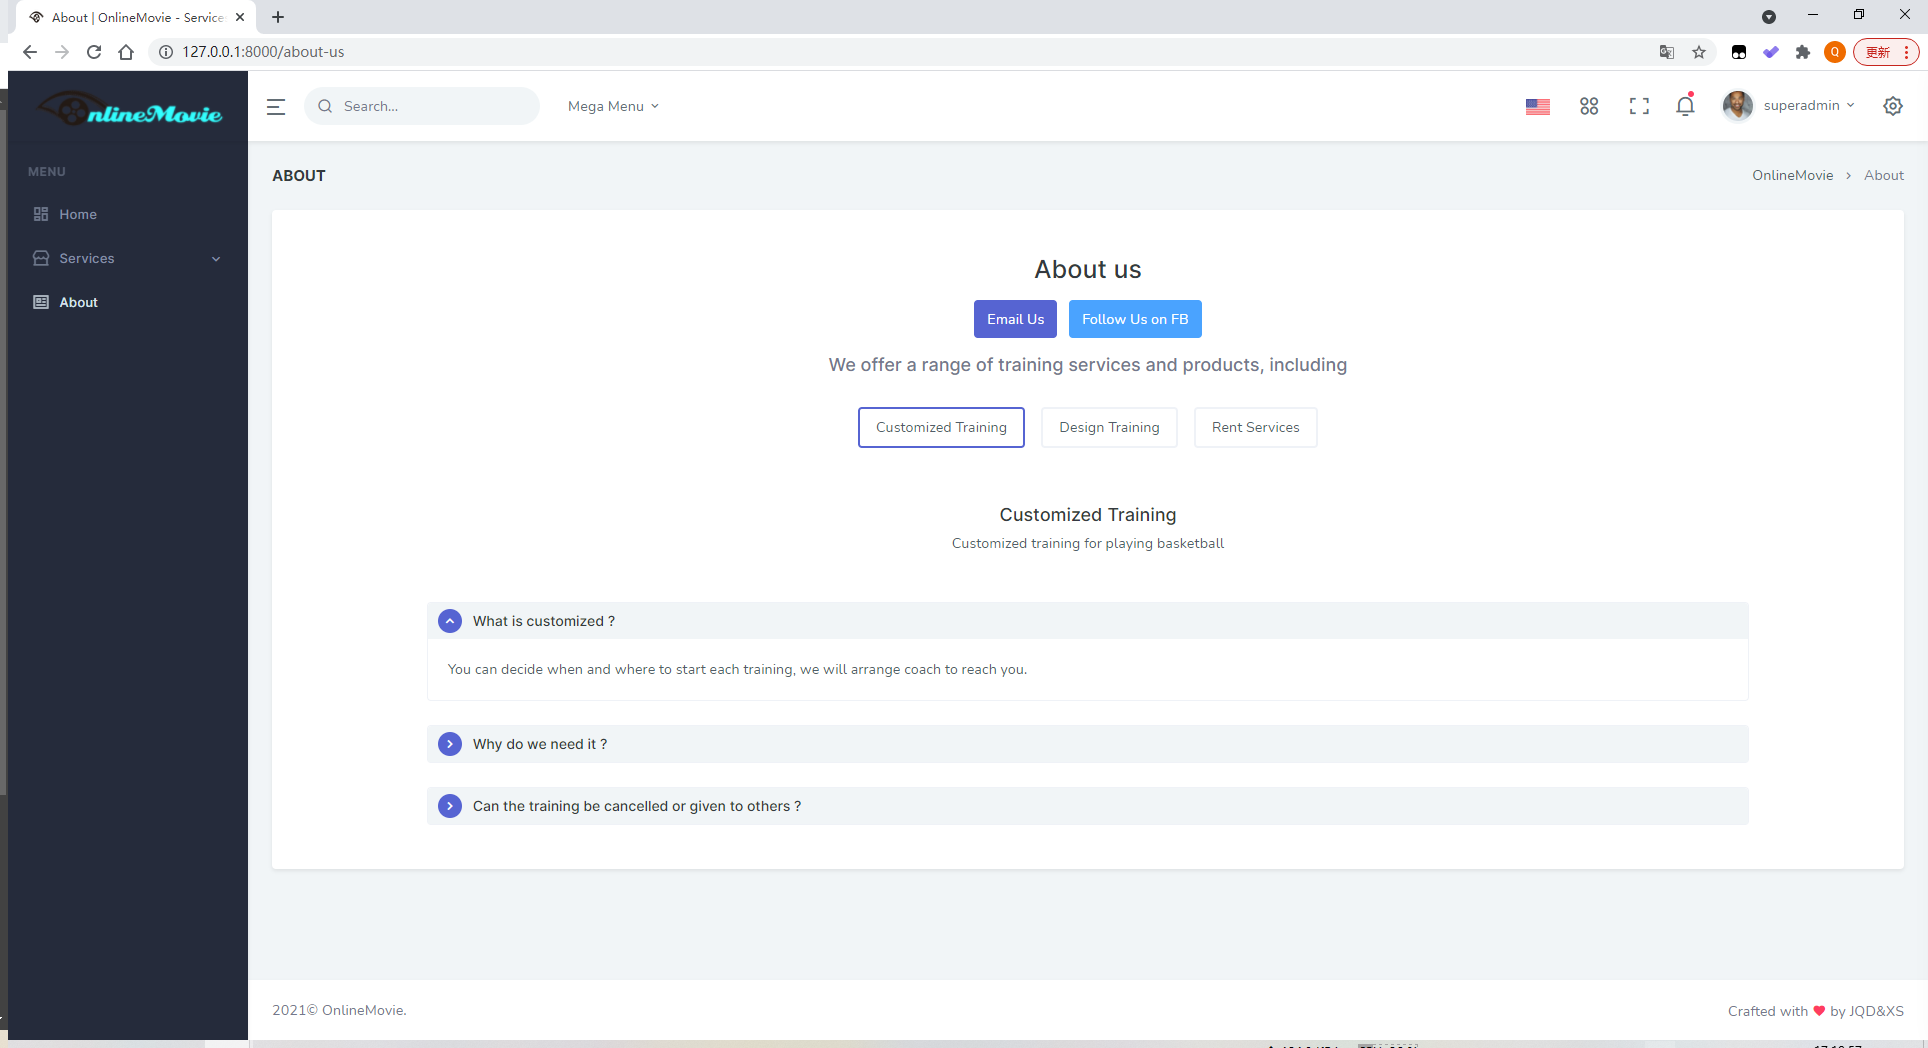 About | OnlineMovie - Service
127.0.0.1:8000/about-us
Q
更新
nlineMovie
Search...
Mega Menu
superadmin
MENU
Home
Services
About
ABOUT
OnlineMovie > About
About us
Email Us
Follow Us on FB
We offer a range of training services and products, including
Customized Training
Design Training
Rent Services
Customized Training
Customized training for playing basketball
What is customized ?
You can decide when and where to start each training, we will arrange coach to reach you.
Why do we need it ?
Can the training be cancelled or given to others ?
2021© OnlineMovie.
Crafted with ❤ by JQD&XS